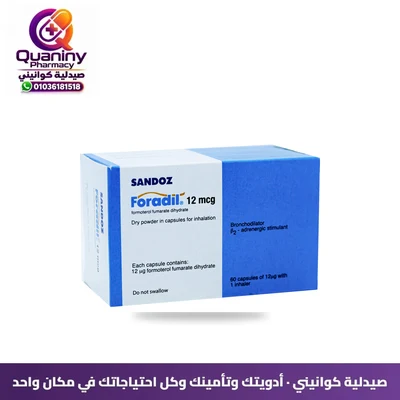 Quaniny
Pharmacy
صيدلية كوانيني
01036181518
SANDOZ
Foradil® 12 mcg
formoterol fumarate dihydrate
Dry powder in capsules for inhalation
Each capsule contains:
12 µg formoterol fumarate dihydrate
Do not swallow
Bronchodilator
β2 - adrenergic stimulant
60 capsules of 12µg with
1 inhaler
SANDOZ
صيدلية كوانيني - أدويتك وتأمينك وكل احتياجاتك في مكان واحد